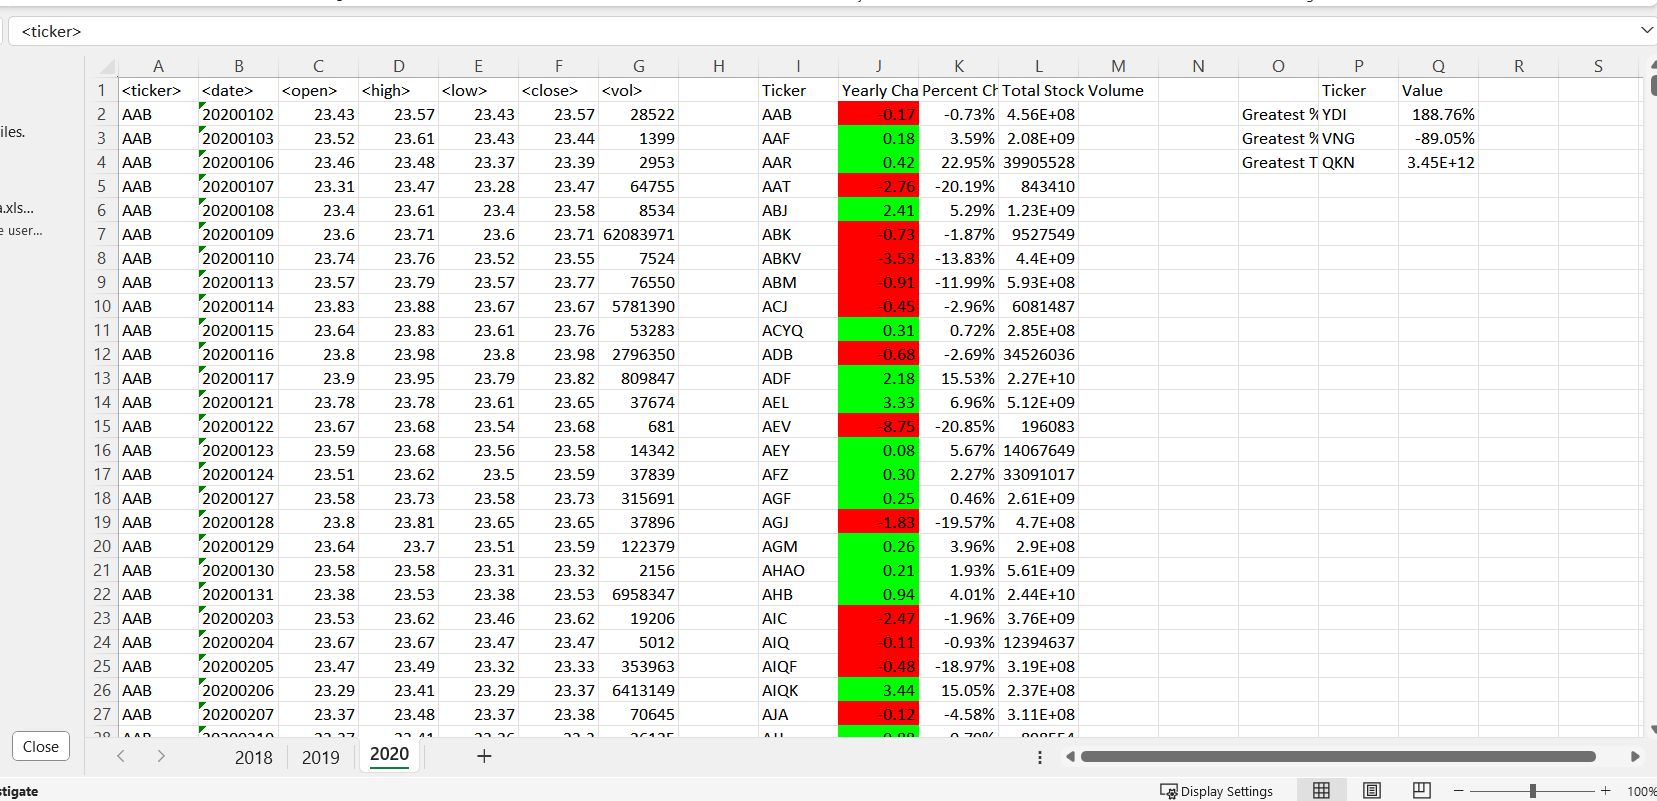 <ticker>
A B C D E F G H I J K L M N O P Q R S
1 <ticker> <date> <open> <high> <low> <close> <vol> Ticker Yearly Cha Percent Ch Total Stock Volume Ticker Value
2 AAB 20200102 23.43 23.57 23.43 23.57 28522 AAB -0.17 -0.73% 4.56E+08 Greatest % YDI 188.76%
3 AAB 20200103 23.52 23.61 23.43 23.44 1399 AAF 0.18 3.59% 2.08E+09 Greatest % VNG -89.05%
4 AAB 20200106 23.46 23.48 23.37 23.39 2953 AAR 0.42 22.95% 39905528 Greatest T QKN 3.45E+12
iles.
5 AAB 20200107 23.31 23.47 23.28 23.47 64755 AAT -2.76 -20.19% 843410
6 AAB 20200108 23.4 23.61 23.4 23.58 8534 ABJ 2.41 5.29% 1.23E+09
a.xls...
7 AAB 20200109 23.6 23.71 23.6 23.71 62083971 ABK -0.73 -1.87% 9527549
e user...
8 AAB 20200110 23.74 23.76 23.52 23.55 7524 ABKV -3.53 -13.83% 4.4E+09
9 AAB 20200113 23.57 23.79 23.57 23.77 76550 ABM -0.91 -11.99% 5.93E+08
10 AAB 20200114 23.83 23.88 23.67 23.67 5781390 ACJ -0.45 -2.96% 6081487
11 AAB 20200115 23.64 23.83 23.61 23.76 53283 ACYQ 0.31 0.72% 2.85E+08
12 AAB 20200116 23.8 23.98 23.8 23.98 2796350 ADB -0.68 -2.69% 34526036
13 AAB 20200117 23.9 23.95 23.79 23.82 809847 ADF 2.18 15.53% 2.27E+10
14 AAB 20200121 23.78 23.78 23.61 23.65 37674 AEL 3.33 6.96% 5.12E+09
15 AAB 20200122 23.67 23.68 23.54 23.68 681 AEV -8.75 -20.85% 196083
16 AAB 20200123 23.59 23.68 23.56 23.58 14342 AEY 0.08 5.67% 14067649
17 AAB 20200124 23.51 23.62 23.5 23.59 37839 AFZ 0.30 2.27% 33091017
18 AAB 20200127 23.58 23.73 23.58 23.73 315691 AGF 0.25 0.46% 2.61E+09
19 AAB 20200128 23.8 23.81 23.65 23.65 37896 AGJ -1.83 -19.57% 4.7E+08
20 AAB 20200129 23.64 23.7 23.51 23.59 122379 AGM 0.26 3.96% 2.9E+08
21 AAB 20200130 23.58 23.58 23.31 23.32 2156 AHAO 0.21 1.93% 5.61E+09
22 AAB 20200131 23.38 23.53 23.38 23.53 6958347 AHB 0.94 4.01% 2.44E+10
23 AAB 20200203 23.53 23.62 23.46 23.62 19206 AIC -2.47 -1.96% 3.76E+09
24 AAB 20200204 23.67 23.67 23.47 23.47 5012 AIQ -0.11 -0.93% 12394637
25 AAB 20200205 23.47 23.49 23.32 23.33 353963 AIQF -0.48 -18.97% 3.19E+08
26 AAB 20200206 23.29 23.41 23.29 23.37 6413149 AIQK 3.44 15.05% 2.37E+08
27 AAB 20200207 23.37 23.48 23.37 23.38 70645 AJA -0.12 -4.58% 3.11E+08
Close
2018 2019 2020 +
stigate
Display Settings
100%